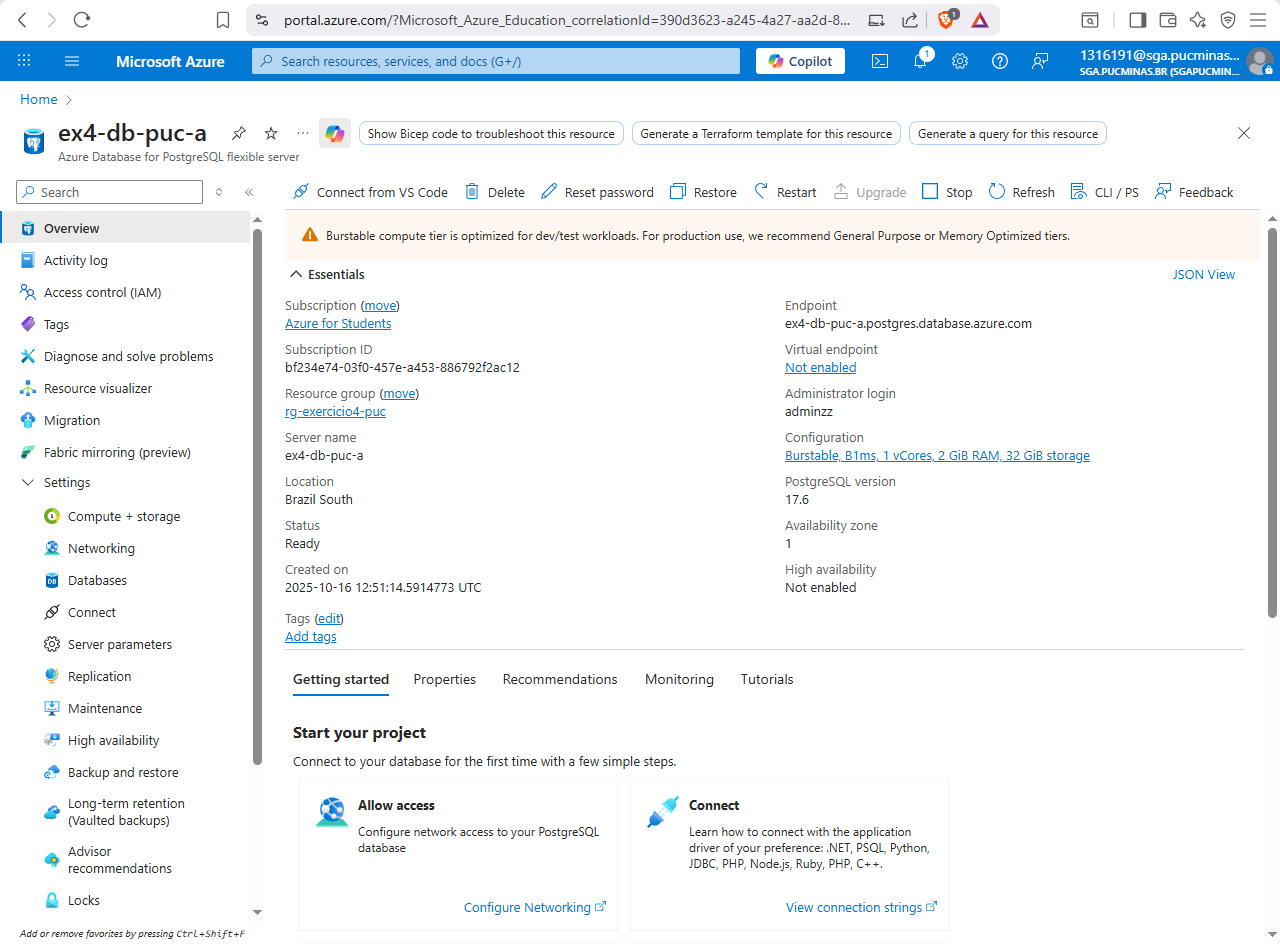 portal.azure.com/?Microsoft_Azure_Education_correlationId=390d3623-a245-4a27-aa2d-8...
1
Microsoft Azure
Search resources, services, and docs (G+/)
Copilot
1
1316191@sga.pucminas...
SGA.PUCMINAS.BR (SGAPUCMIN...
Home
ex4-db-puc-a
Azure Database for PostgreSQL flexible server
Show Bicep code to troubleshoot this resource
Generate a Terraform template for this resource
Generate a query for this resource
Search
Connect from VS Code
Delete
Reset password
Restore
Restart
Upgrade
Stop
Refresh
CLI / PS
Feedback
Overview
Activity log
Access control (IAM)
Tags
Diagnose and solve problems
Resource visualizer
Migration
Fabric mirroring (preview)
Settings
Compute + storage
Networking
Databases
Connect
Server parameters
Replication
Maintenance
High availability
Backup and restore
Long-term retention
(Vaulted backups)
Advisor
recommendations
Locks
Add or remove favorites by pressing Ctrl+Shift+F
Burstable compute tier is optimized for dev/test workloads. For production use, we recommend General Purpose or Memory Optimized tiers.
Essentials
JSON View
Subscription (move)
Azure for Students
Subscription ID
bf234e74-03f0-457e-a453-886792f2ac12
Resource group (move)
rg-exercicio4-puc
Server name
ex4-db-puc-a
Location
Brazil South
Status
Ready
Created on
2025-10-16 12:51:14.5914773 UTC
Tags (edit)
Add tags
Endpoint
ex4-db-puc-a.postgres.database.azure.com
Virtual endpoint
Not enabled
Administrator login
adminzz
Configuration
Burstable, B1ms, 1 vCores, 2 GiB RAM, 32 GiB storage
PostgreSQL version
17.6
Availability zone
1
High availability
Not enabled
Getting started
Properties
Recommendations
Monitoring
Tutorials
Start your project
Connect to your database for the first time with a few simple steps.
Allow access
Configure network access to your PostgreSQL
database
Configure Networking
Connect
Learn how to connect with the application
driver of your preference: .NET, PSQL, Python,
JDBC, PHP, Node.js, Ruby, PHP, C++.
View connection strings